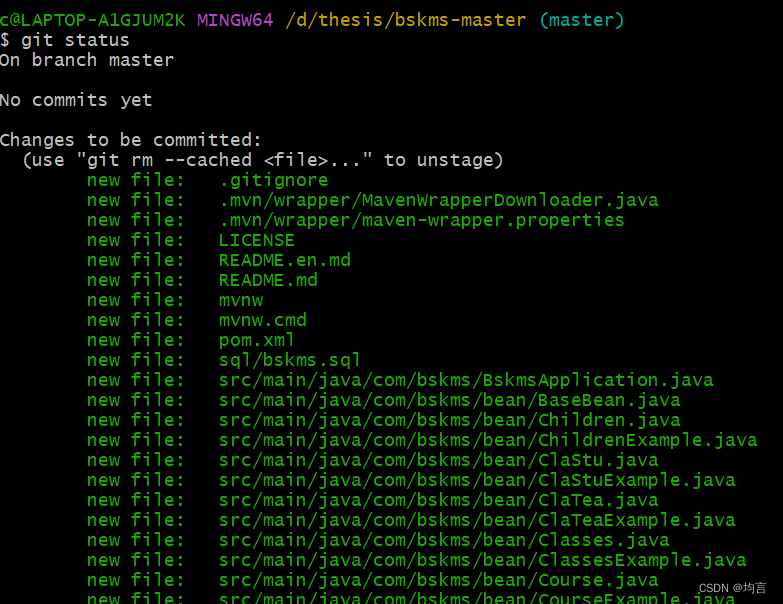 c@LAPTOP-A1GJUM2K MINGW64 /d/thesis/bskms-master (master)
$ git status
On branch master
No commits yet
Changes to be committed:
(use "git rm --cached <file>..." to unstage)
new file: .gitignore
new file: .mvn/wrapper/MavenWrapperDownloader.java
new file: .mvn/wrapper/maven-wrapper.properties
new file: LICENSE
new file: README.en.md
new file: README.md
new file: mvnw
new file: mvnw.cmd
new file: pom.xml
new file: sql/bskms.sql
new file: src/main/java/com/bskms/BskmsApplication.java
new file: src/main/java/com/bskms/bean/BaseBean.java
new file: src/main/java/com/bskms/bean/Children.java
new file: src/main/java/com/bskms/bean/ChildrenExample.java
new file: src/main/java/com/bskms/bean/ClaStu.java
new file: src/main/java/com/bskms/bean/ClaStuExample.java
new file: src/main/java/com/bskms/bean/ClaTea.java
new file: src/main/java/com/bskms/bean/ClaTeaExample.java
new file: src/main/java/com/bskms/bean/Classes.java
new file: src/main/java/com/bskms/bean/ClassesExample.java
new file: src/main/java/com/bskms/bean/Course.java
new file: src/main/java/com/bskms/bean/CourseExample.java
CSDN @均言